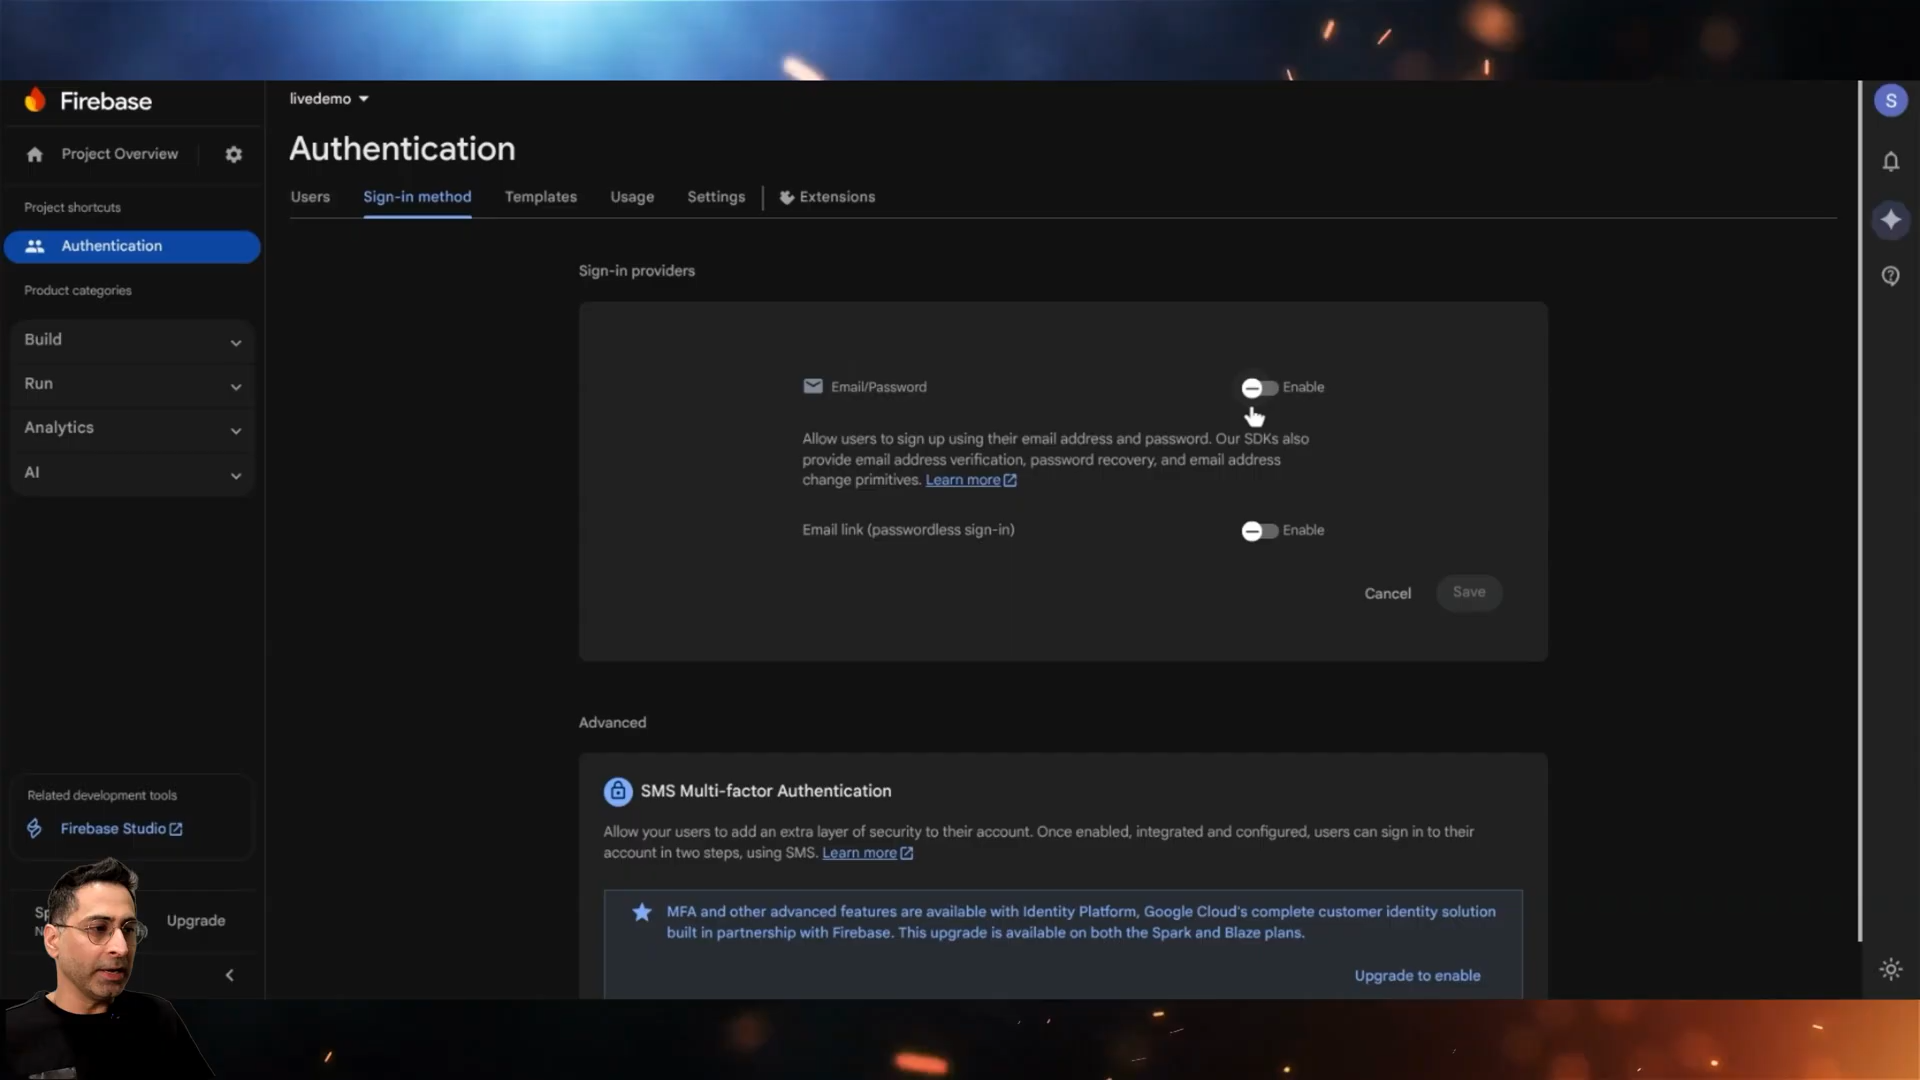 Firebase
livedemo
S
Project Overview
Authentication
Users
Sign-in method
Templates
Usage
Settings
Extensions
Project shortcuts
Authentication
Product categories
Build
Run
Analytics
AI
Sign-in providers
Email/Password
Enable
Allow users to sign up using their email address and password. Our SDKs also
provide email address verification, password recovery, and email address
change primitives. Learn more
Email link (passwordless sign-in)
Enable
Cancel
Save
Advanced
SMS Multi-factor Authentication
Allow your users to add an extra layer of security to their account. Once enabled, integrated and configured, users can sign in to their
account in two steps, using SMS. Learn more
MFA and other advanced features are available with Identity Platform, Google Cloud's complete customer identity solution
built in partnership with Firebase. This upgrade is available on both the Spark and Blaze plans.
Upgrade to enable
Related development tools
Firebase Studio
Upgrade